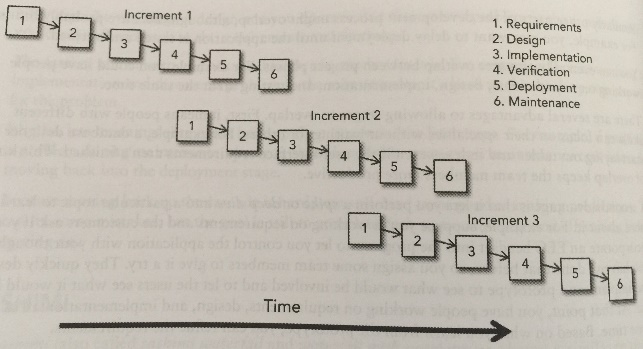 Increment 1
1
2
3
4
5
6
1. Requirements
2. Design
3. Implementation
4. Verification
5. Deployment
6. Maintenance
Increment 2
1
2
3
4
5
6
Increment 3
1
2
3
4
5
6
Time